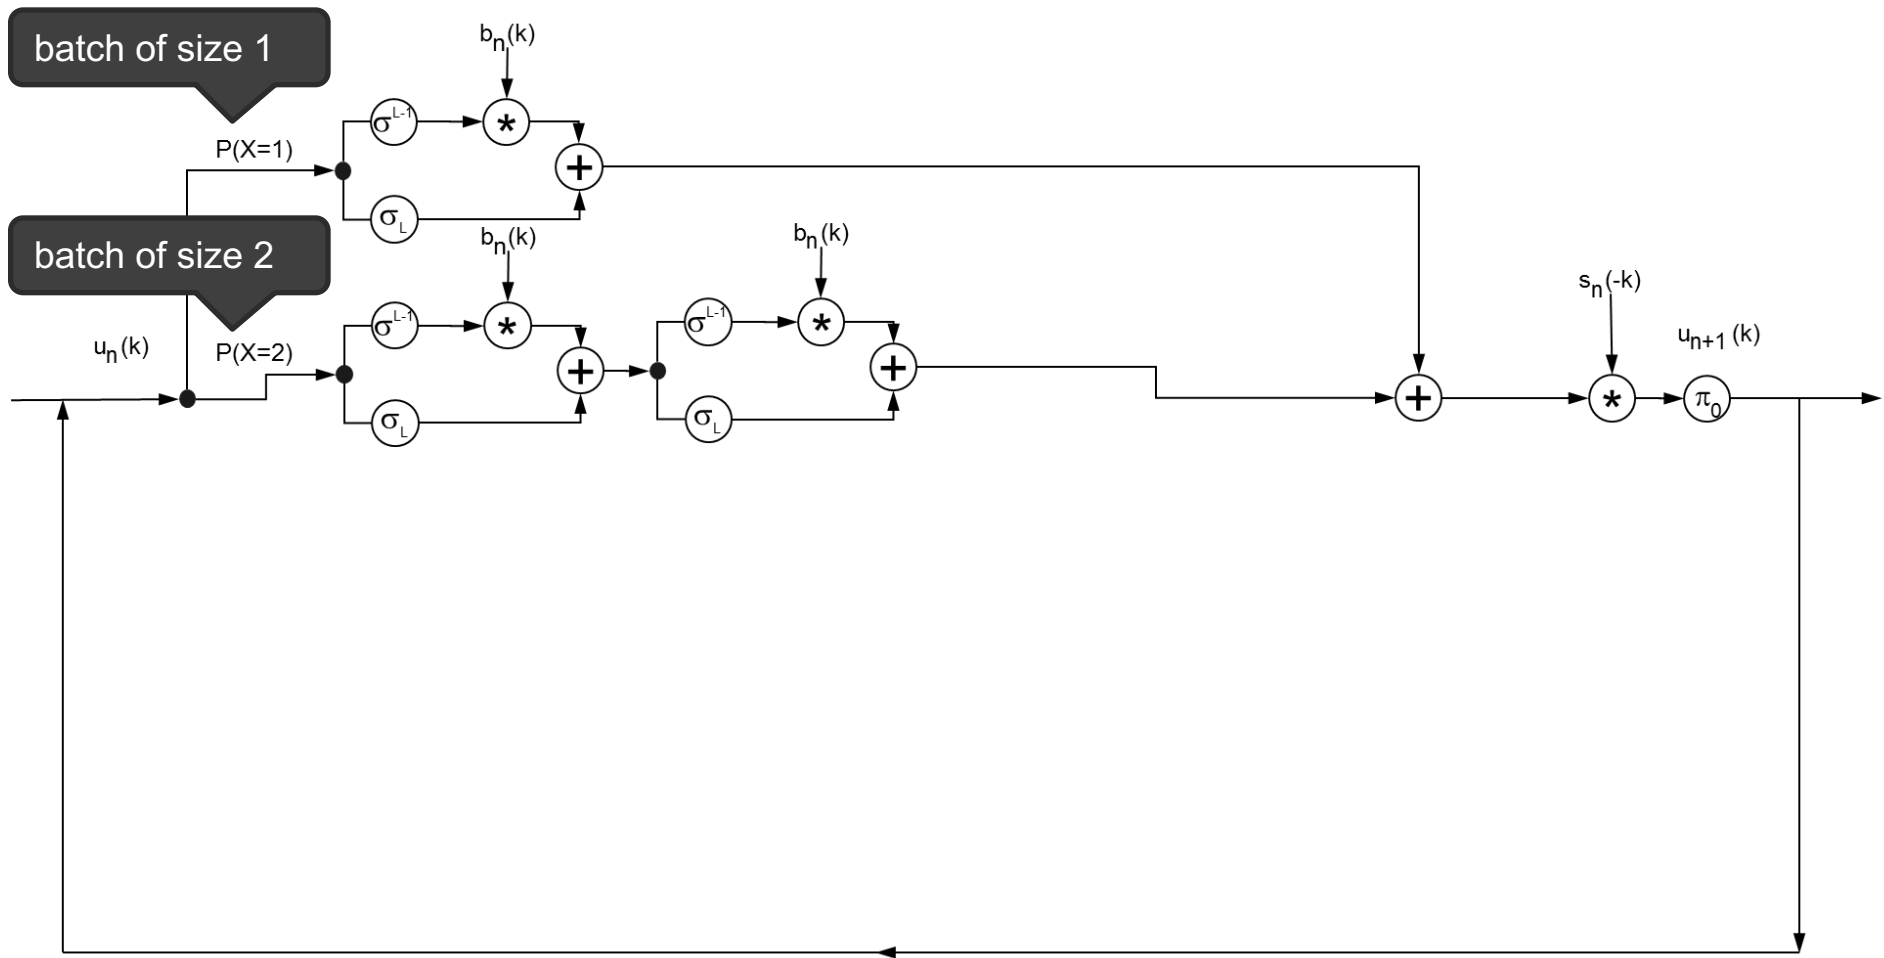 batch of size 1
bn(k)
σL-1
*
P(X=1)
+
σL
batch of size 2
bn(k)
bn(k)
sn(-k)
σL-1
*
σL-1
*
un(k)
P(X=2)
un+1 (k)
+
+
+
*
π0
σL
σL